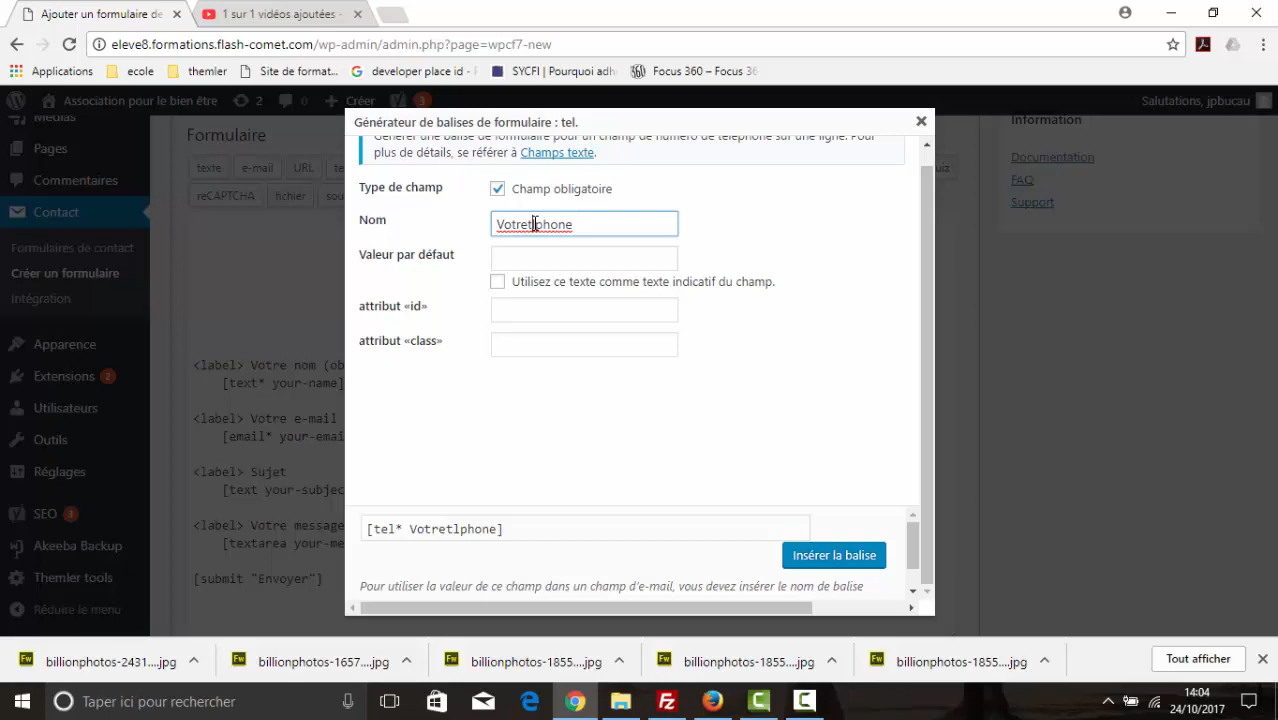 Ajouter un formulaire de
1 sur 1 vidéos ajoutées -
eleve8.formations.flash-comet.com/wp-admin/admin.php?page=wpcf7-new
Applications ecole themler Site de format... developer place id - SYCFI | Pourquoi adh Focus 360 – Focus 36
Association pour le bien être 2 0 Créer 3 Salutations, jpbucau
Médias
Pages
Commentaires
Contact
Formulaires de contact
Créer un formulaire
Intégration
Apparence
Extensions 2
Utilisateurs
Outils
Réglages
SEO 3
Akeeba Backup
Themler tools
Réduire le menu
Formulaire
texte e-mail URL
reCAPTCHA fichier
<label> Votre nom (ob
[text* your-name]
<label> Votre e-mail
[email* your-emai
<label> Sujet
[text your-subjec
<label> Votre message
[textarea your-me
[submit "Envoyer"]
Générateur de balises de formulaire : tel.
Générer une balise de formulaire pour un champ de numéro de téléphone sur une ligne. Pour
plus de détails, se référer à Champs texte.
Type de champ Champ obligatoire
Nom Votretlphone
Valeur par défaut
Utilisez ce texte comme texte indicatif du champ.
attribut «id»
attribut «class»
[tel* Votretlphone]
Insérer la balise
Pour utiliser la valeur de ce champ dans un champ d'e-mail, vous devez insérer le nom de balise
Information
Documentation
FAQ
Support
billionphotos-2431....jpg billionphotos-1657....jpg billionphotos-1855....jpg billionphotos-1855....jpg billionphotos-1855....jpg Tout afficher
Taper ici pour rechercher
14:04
24/10/2017